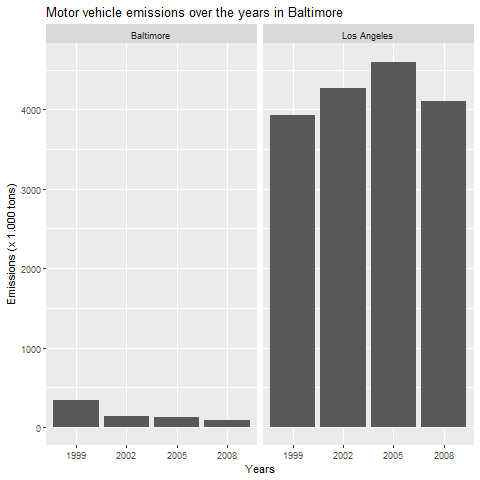 Motor vehicle emissions over the years in Baltimore
Baltimore
Los Angeles
Emissions (x 1.000 tons)
4000
3000
2000
1000
0
1999 2002 2005 2008
1999 2002 2005 2008
Years